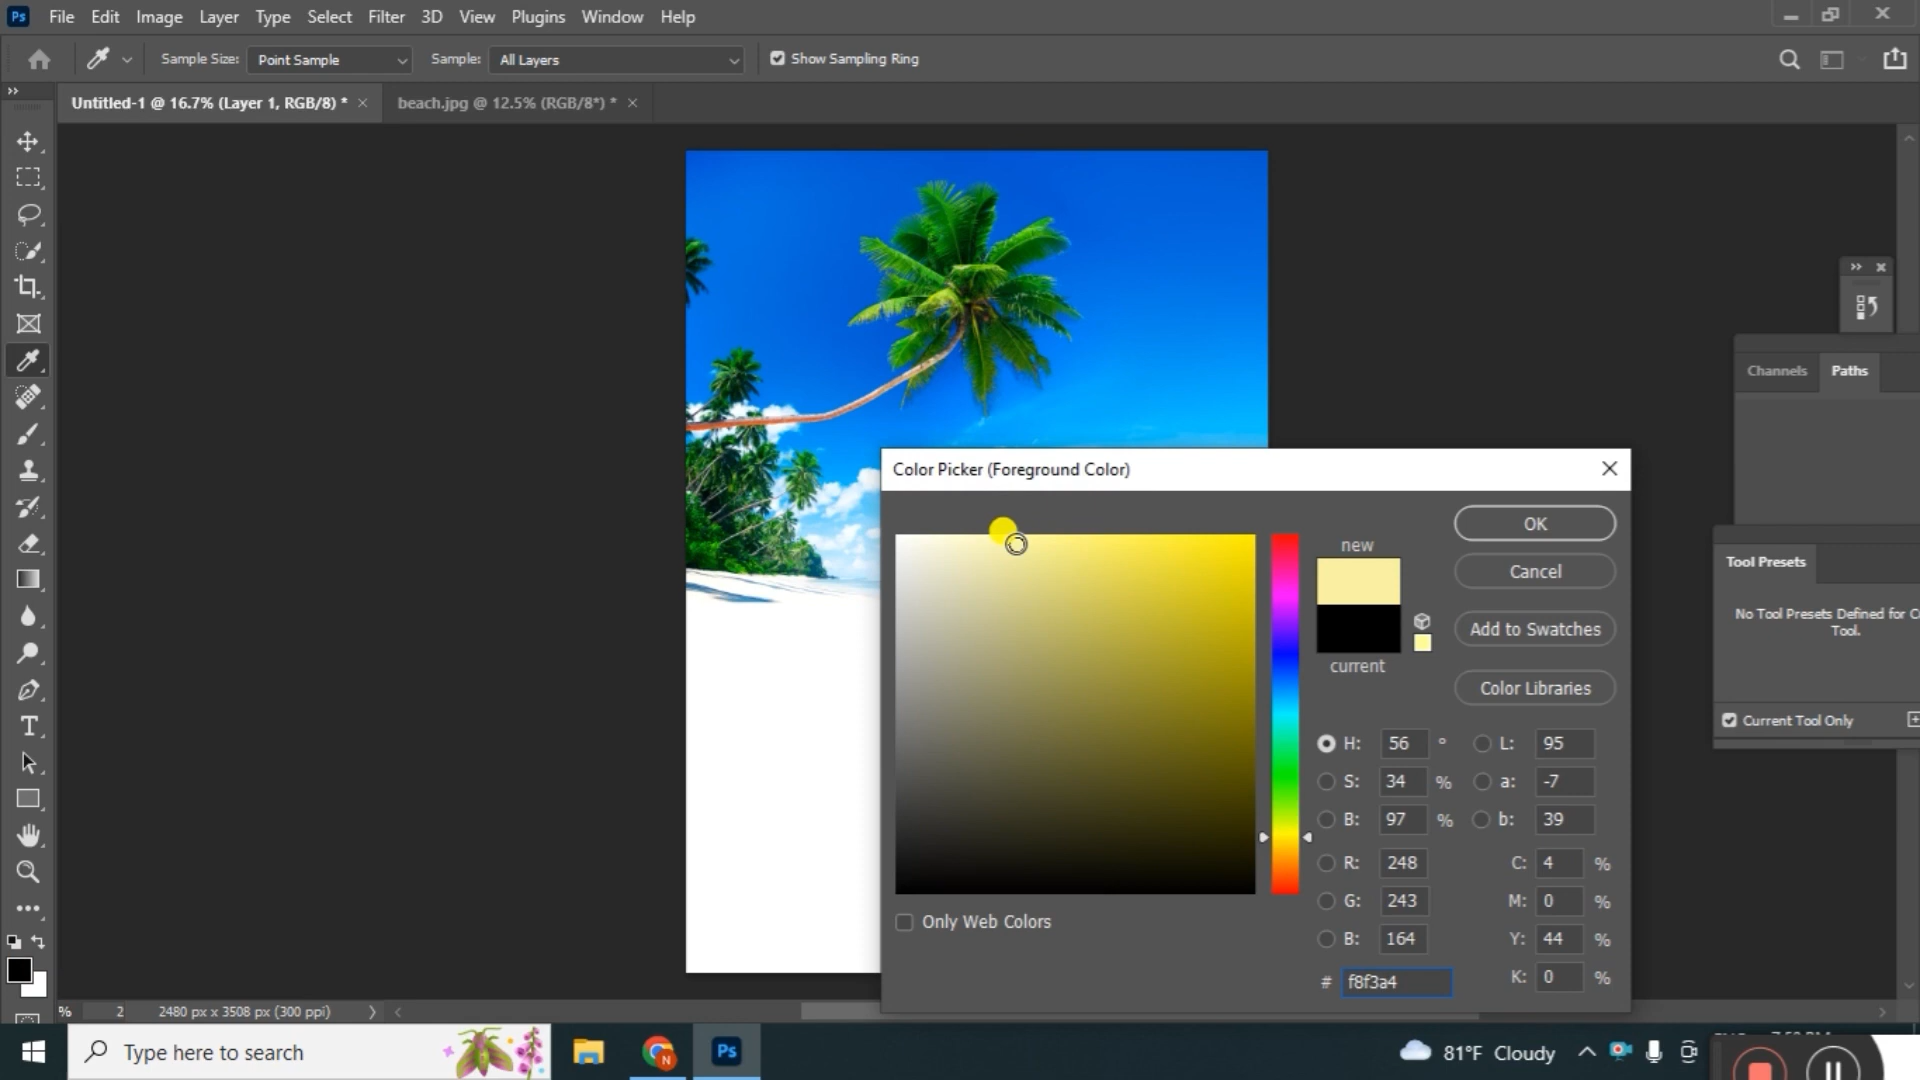 Ps File Edit Image Layer Type Select Filter 3D View Plugins Window Help
Sample Size: Point Sample Sample: All Layers Show Sampling Ring
Untitled-1 @ 16.7% (Layer 1, RGB/8) * × beach.jpg @ 12.5% (RGB/8*) * ×
Channels Paths
Color Picker (Foreground Color)
OK
new
Cancel
Tool Presets
No Tool Presets Defined for C
Tool.
Add to Swatches
current
Color Libraries
Current Tool Only
H: 56 ° L: 95
S: 34 % a: -7
B: 97 % b: 39
R: 248 C: 4 %
G: 243 M: 0 %
B: 164 Y: 44 %
# f8f3a4 K: 0 %
Only Web Colors
% 2 2480 px x 3508 px (300 ppi)
Type here to search
N
Ps
81°F Cloudy